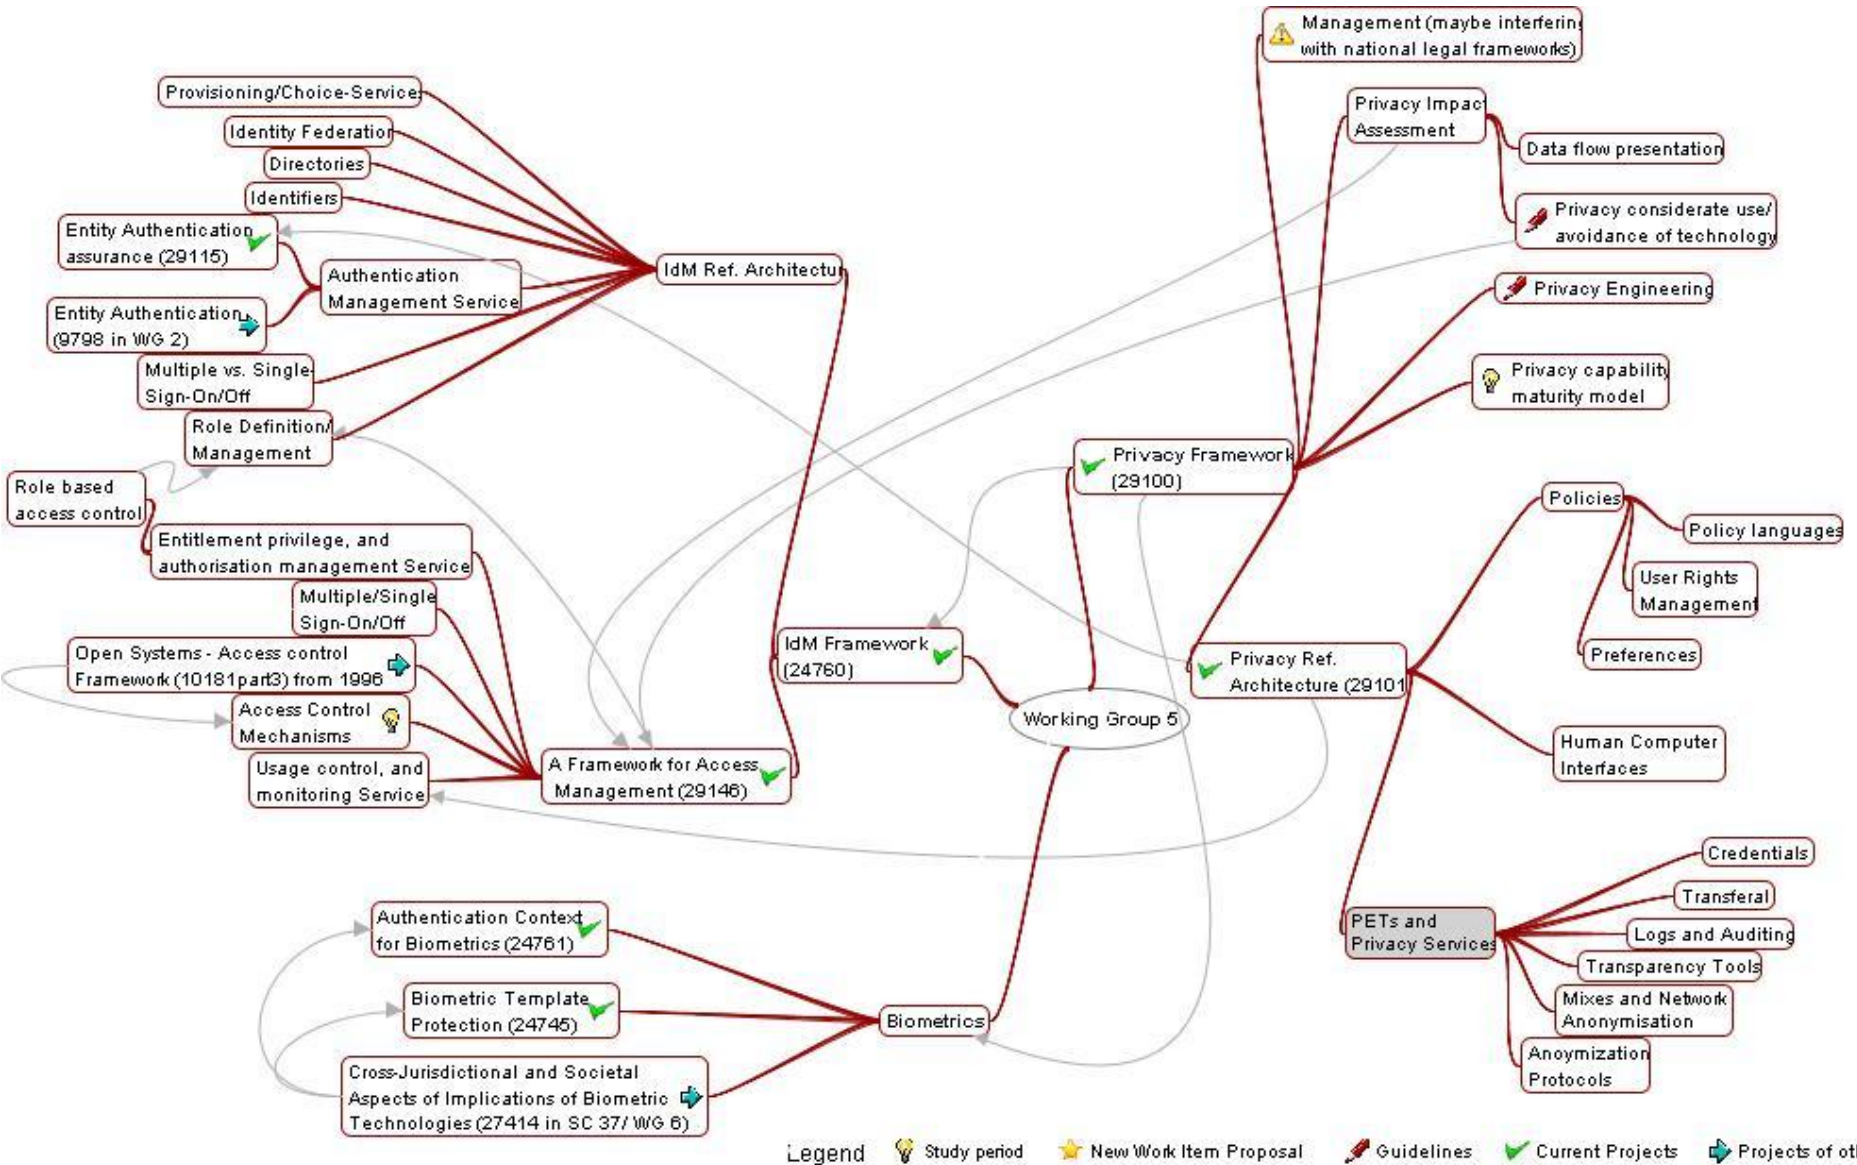 Management (maybe interfering
with national legal frameworks)
Provisioning/Choice-Service
Privacy Impact
Assessment
Identity Federation
Data flow presentation
Directories
Identifiers
Privacy considerate use/
avoidance of technology
Entity Authentication
assurance (29115)
IdM Ref. Architectur
Authentication
Management Service
Privacy Engineering
Entity Authentication
(9798 in WG 2)
Multiple vs. Single-
Sign-On/Off
Privacy capability
maturity model
Role Definition/
Management
Privacy Framework
(29100)
Role based
access control
Policies
Policy languages
Entitlement privilege, and
authorisation management Service
User Rights
Management
Multiple/Single
Sign-On/Off
IdM Framework
(24760)
Preferences
Open Systems - Access control
Framework (10181part3) from 1996
Privacy Ref.
Architecture (29101
Access Control
Mechanisms
Working Group 5
Human Computer
Interfaces
Usage control, and
monitoring Service
A Framework for Access
Management (29146)
Credentials
Transferal
Authentication Context
for Biometrics (24761)
PETs and
Privacy Services
Logs and Auditing
Transparency Tools
Biometric Template
Protection (24745)
Mixes and Network
Anonymisation
Biometrics
Anoymization
Protocols
Cross-Jurisdictional and Societal
Aspects of Implications of Biometric
Technologies (27414 in SC 37/ WG 6)
Legend Study period New Work Item Proposal Guidelines Current Projects Projects of